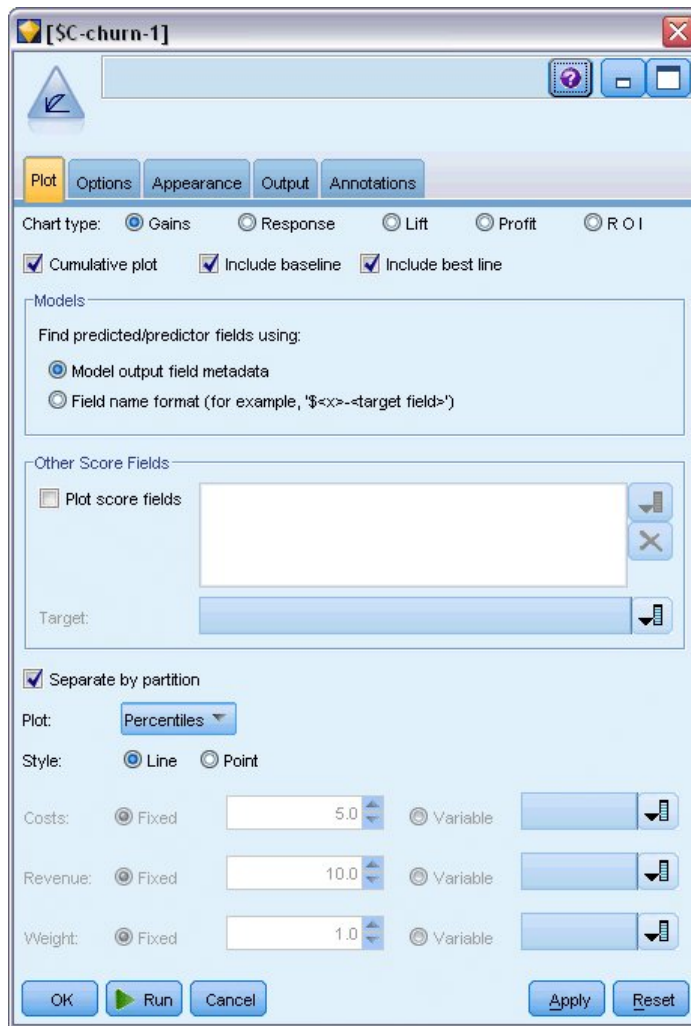 [$C-churn-1]
?
Plot Options Appearance Output Annotations
Chart type: Gains Response Lift Profit R O I
Cumulative plot Include baseline Include best line
Models
Find predicted/predictor fields using:
Model output field metadata
Field name format (for example, '$<x>-<target field>')
Other Score Fields
Plot score fields
Target:
Separate by partition
Plot: Percentiles
Style: Line Point
Costs: Fixed 5.0 Variable
Revenue: Fixed 10.0 Variable
Weight: Fixed 1.0 Variable
OK Run Cancel Apply Reset